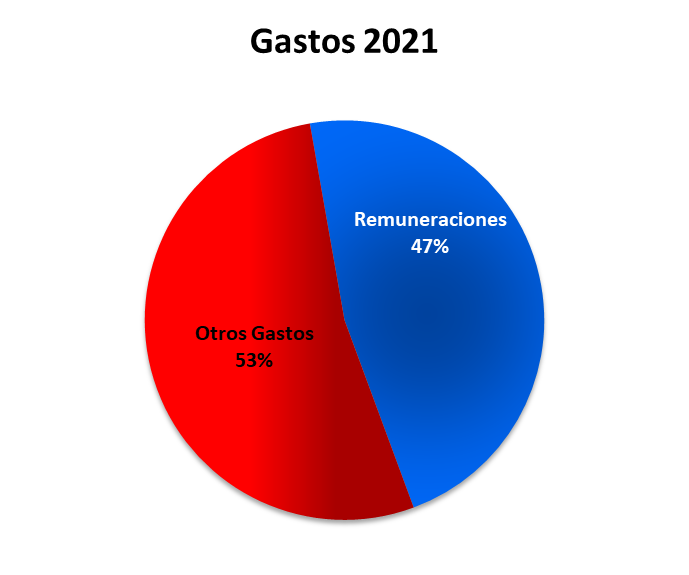 Gastos 2021
Remuneraciones
47%
Otros Gastos
53%